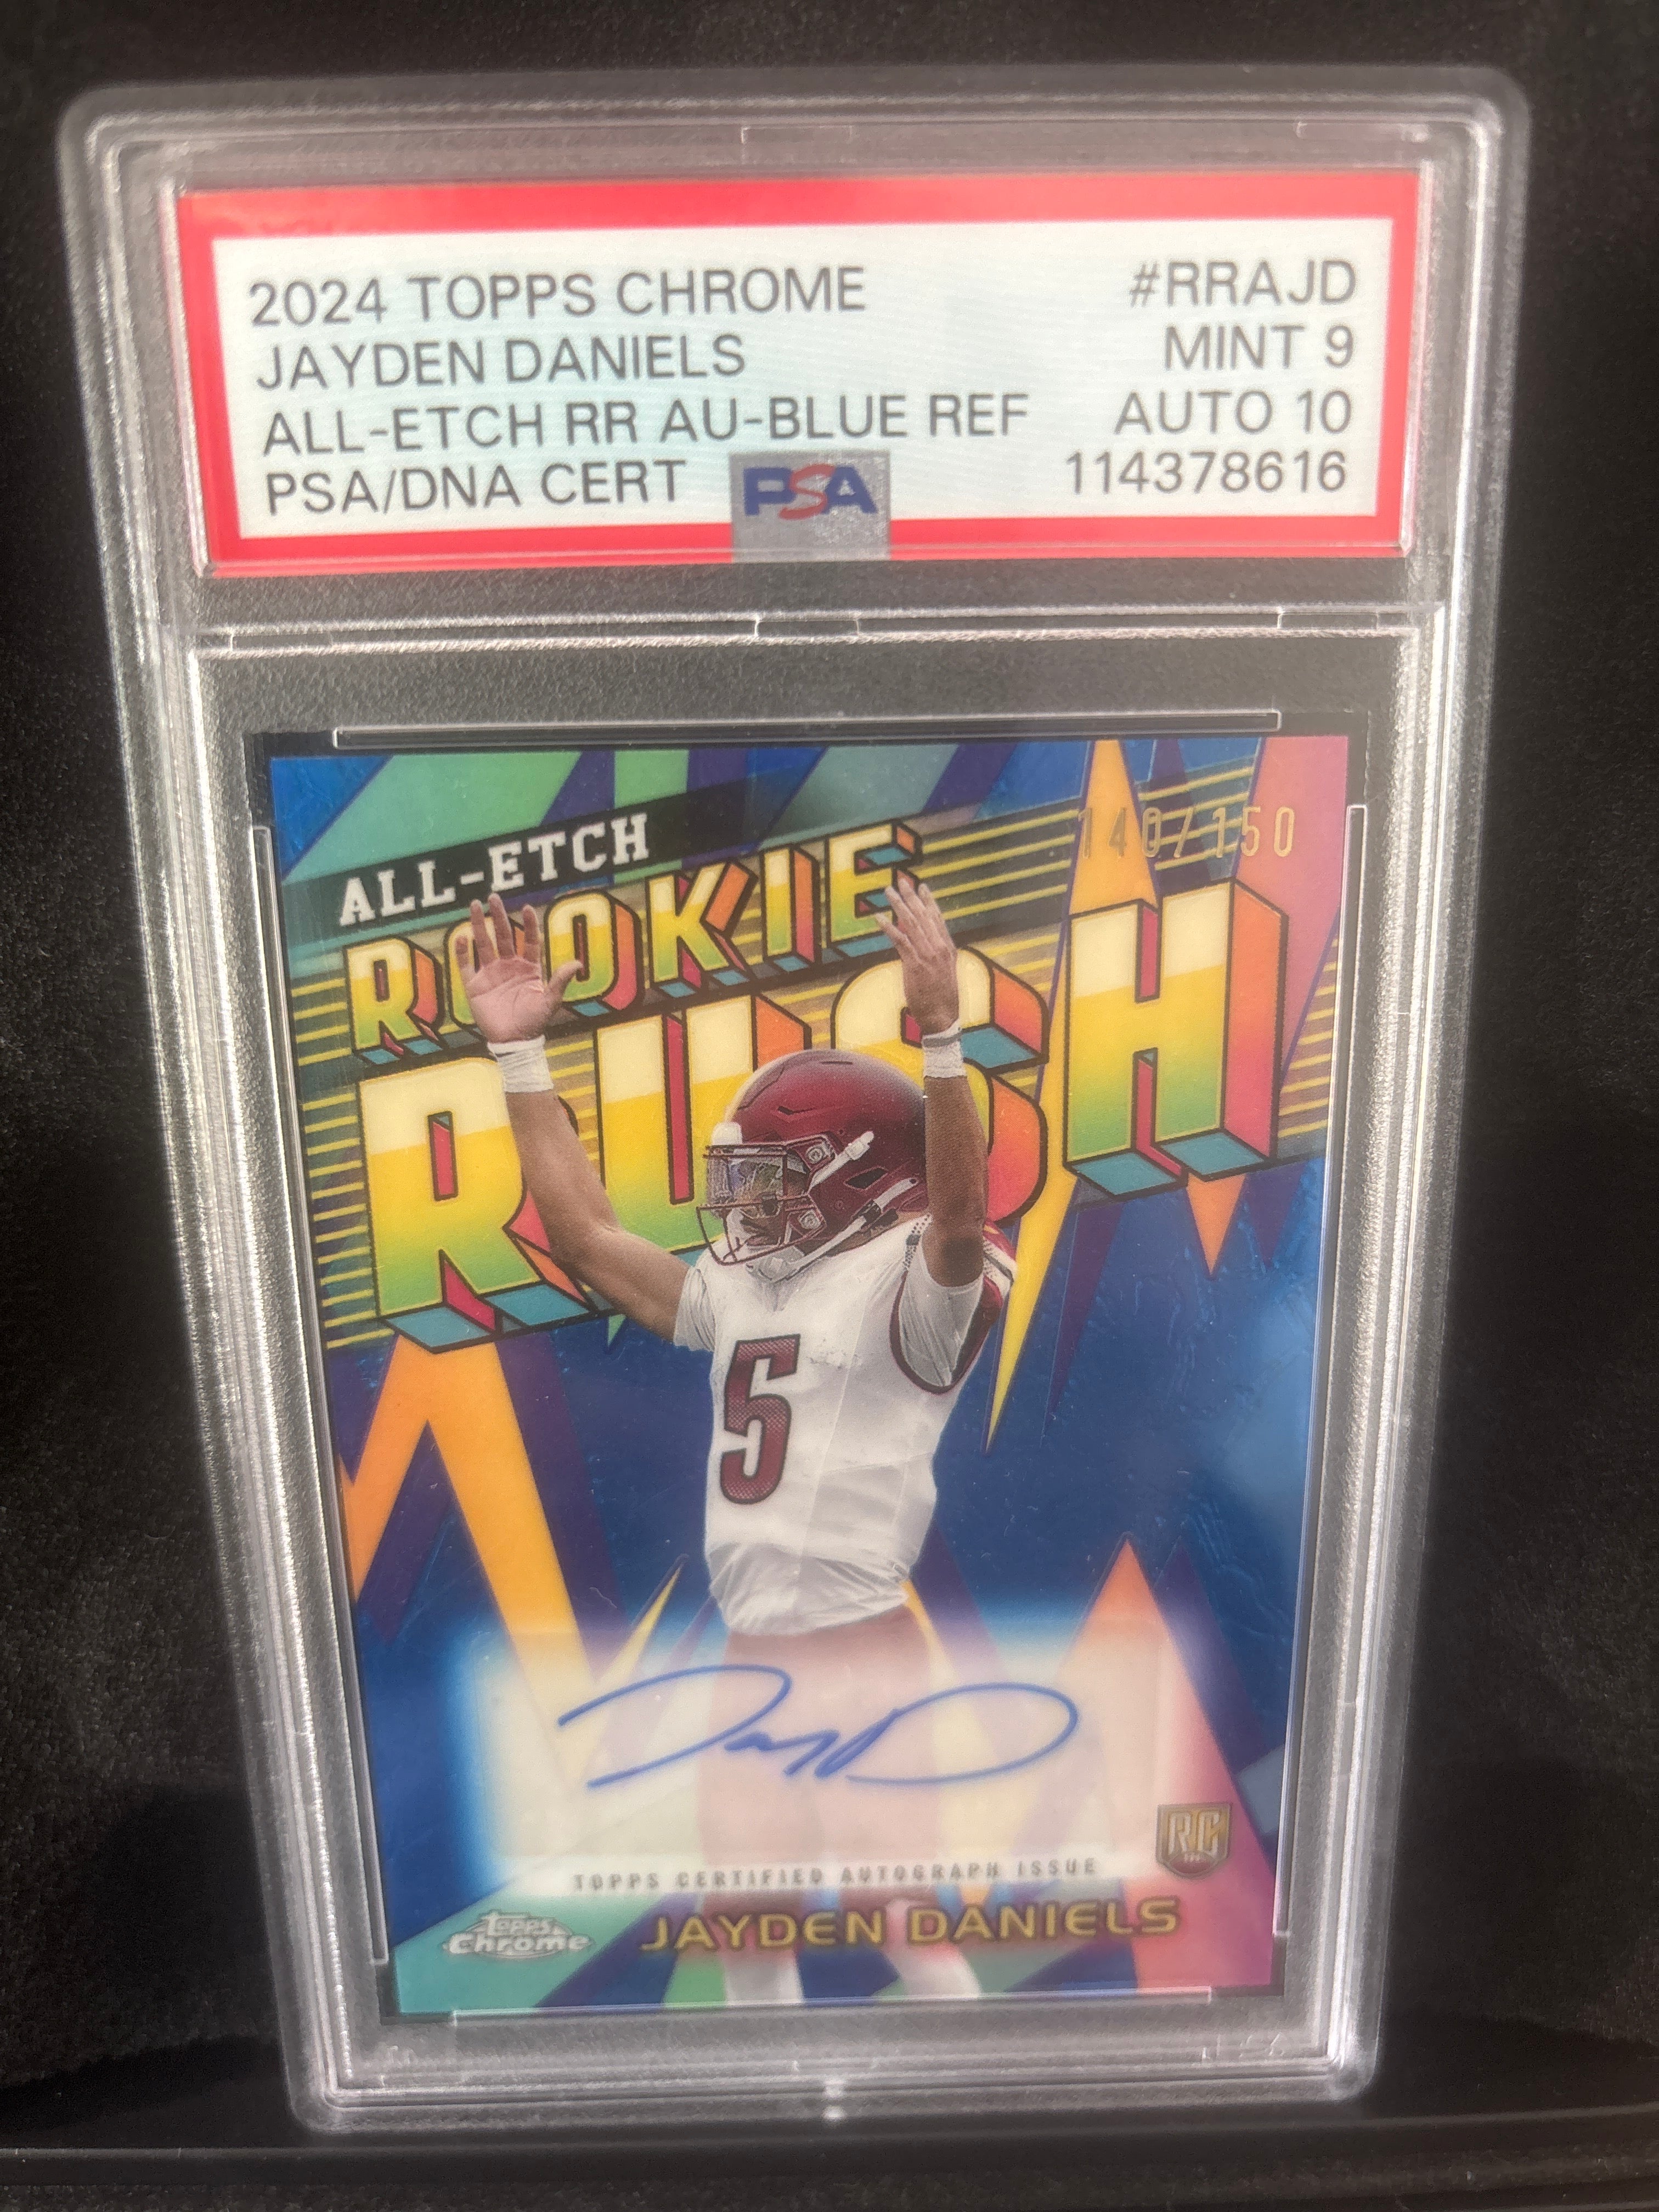 2024 TOPPS CHROME #RRAJD
JAYDEN DANIELS MINT 9
ALL-ETCH RR AU-BLUE REF AUTO 10
PSA/DNA CERT PSA 114378616
140/150
ALL-ETCH
ROOKIE
RUSH
5
TOPPS CERTIFIED AUTOGRAPH ISSUE
RC
Topps Chrome
JAYDEN DANIELS